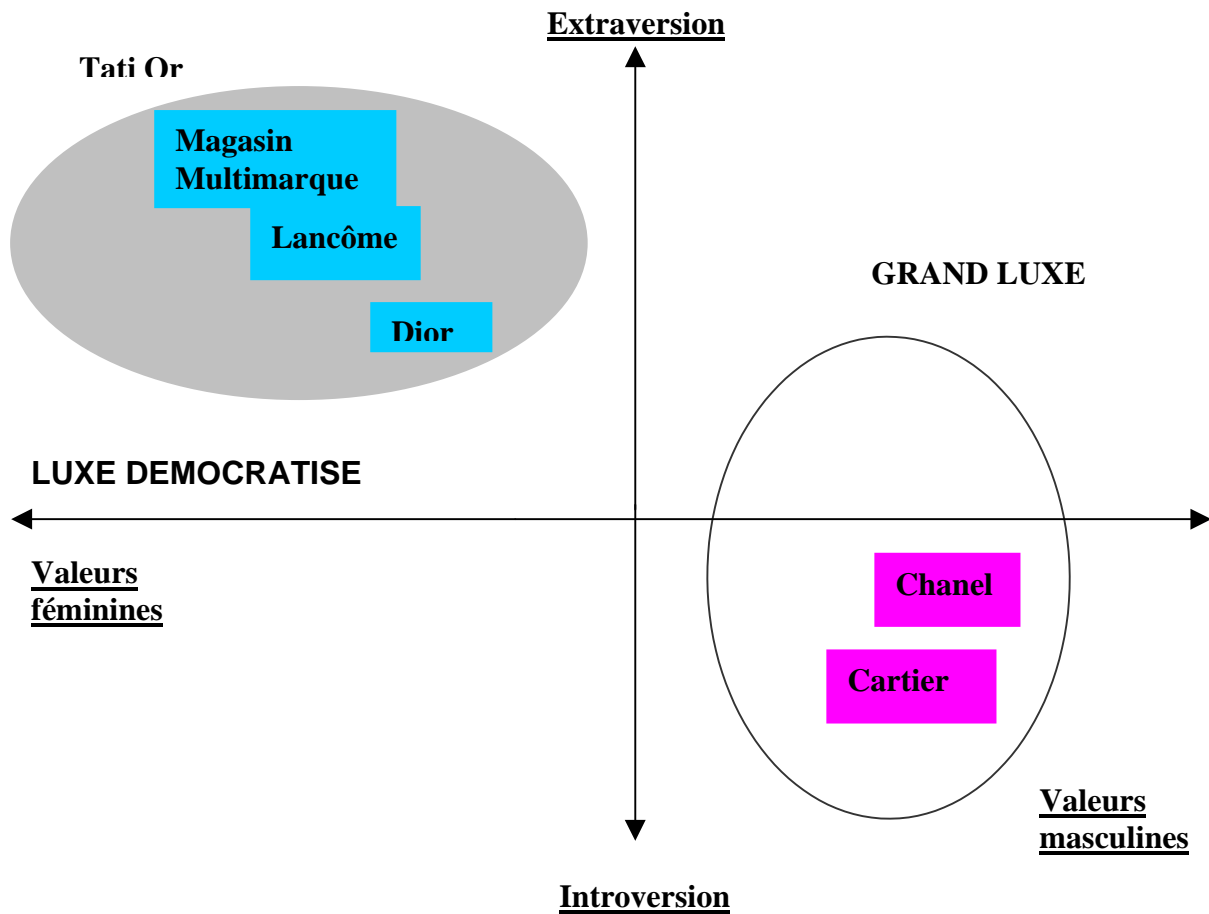 Extraversion
Tati Or
Magasin
Multimarque
Lancôme
GRAND LUXE
Dior
LUXE DEMOCRATISE
Valeurs
féminines
Chanel
Cartier
Valeurs
masculines
Introversion